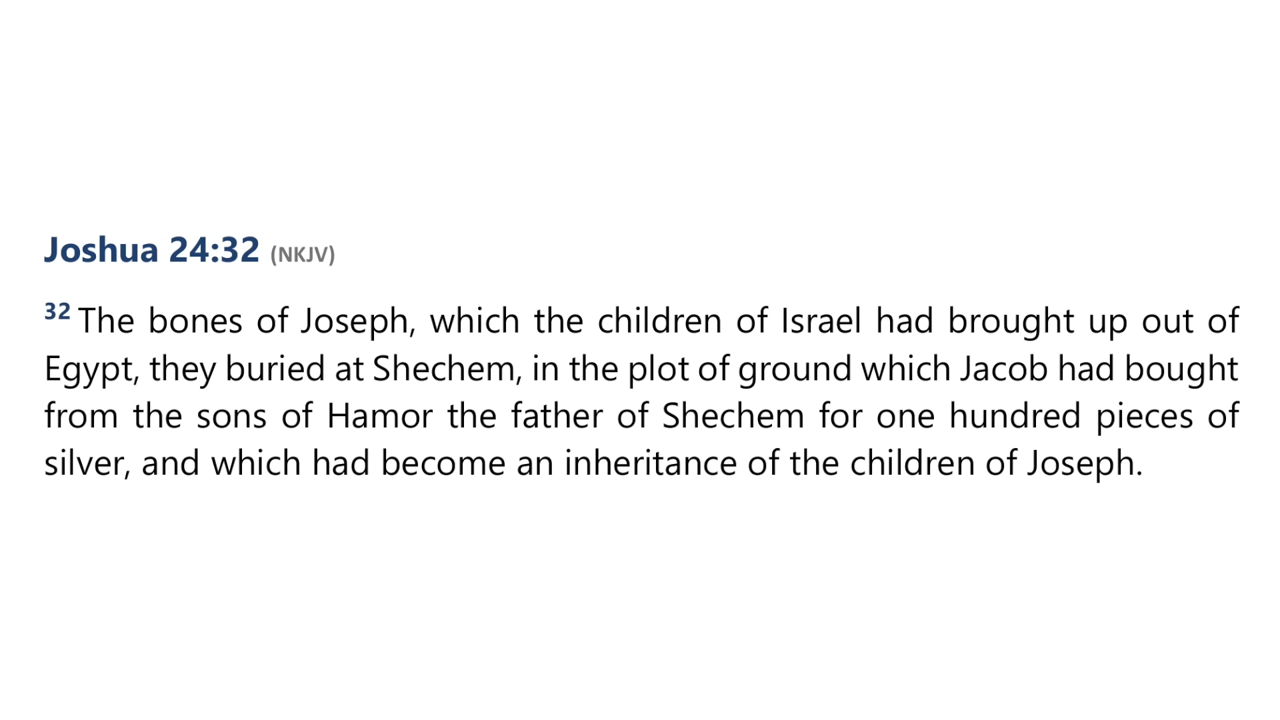 Joshua 24:32 (NKJV)
32 The bones of Joseph, which the children of Israel had brought up out of
Egypt, they buried at Shechem, in the plot of ground which Jacob had bought
from the sons of Hamor the father of Shechem for one hundred pieces of
silver, and which had become an inheritance of the children of Joseph.